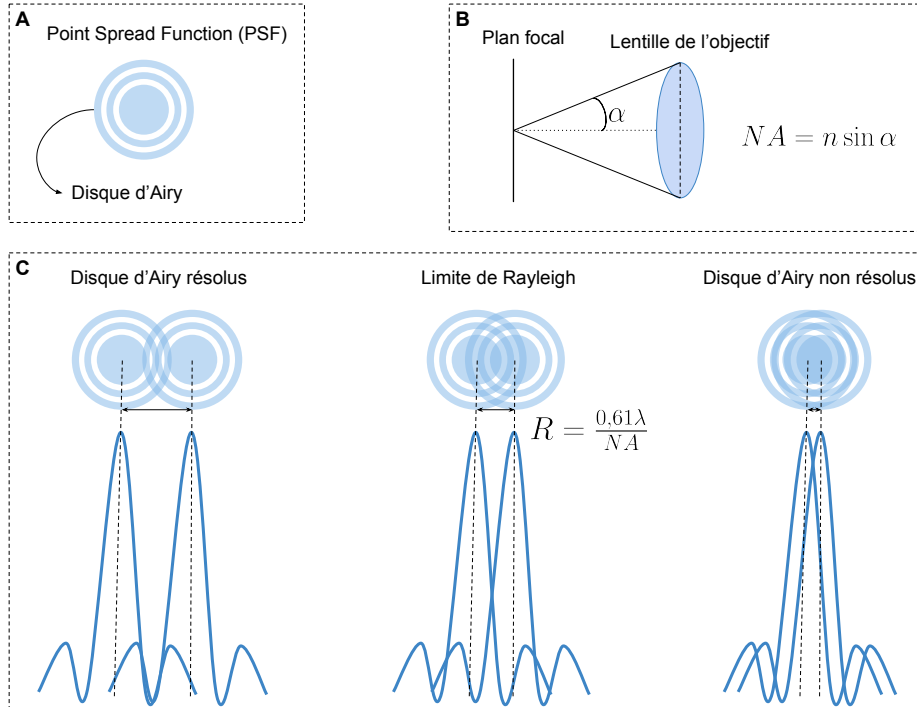 A
Point Spread Function (PSF)
Disque d'Airy
B
Plan focal
Lentille de l'objectif
α
NA = n sin α
C
Disque d'Airy résolus
Limite de Rayleigh
Disque d'Airy non résolus
R = 0,61λ/NA